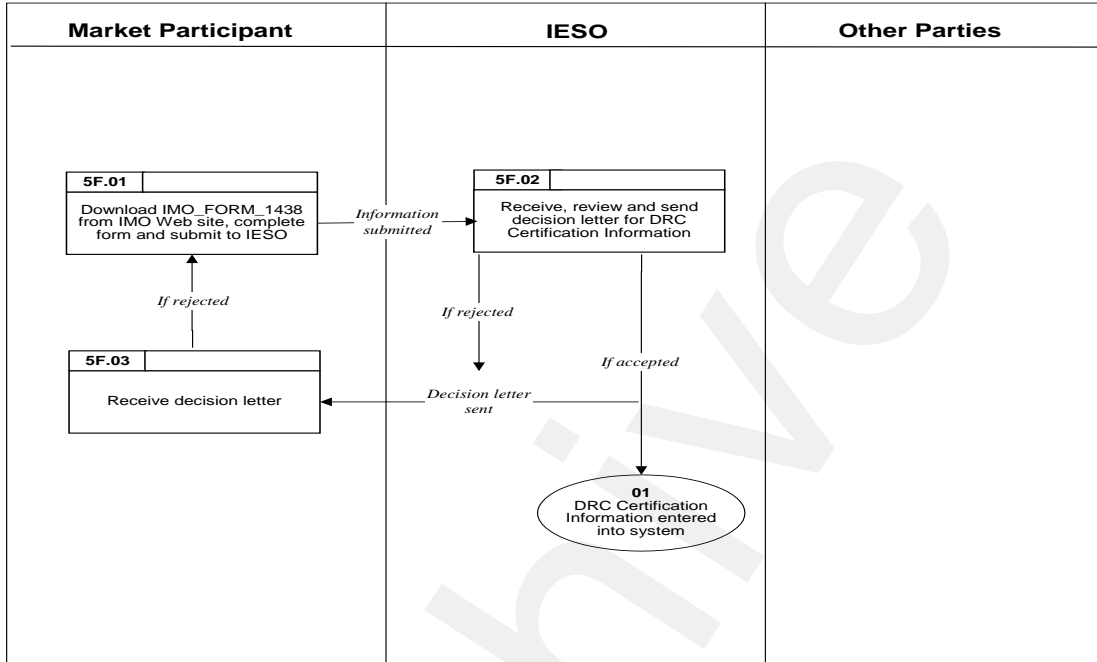 Market Participant
IESO
Other Parties
5F.01
Download IMO_FORM_1438
from IMO Web site, complete
form and submit to IESO
Information
submitted
5F.02
Receive, review and send
decision letter for DRC
Certification Information
If rejected
If rejected
If accepted
5F.03
Receive decision letter
Decision letter
sent
01
DRC Certification
Information entered
into system
hive